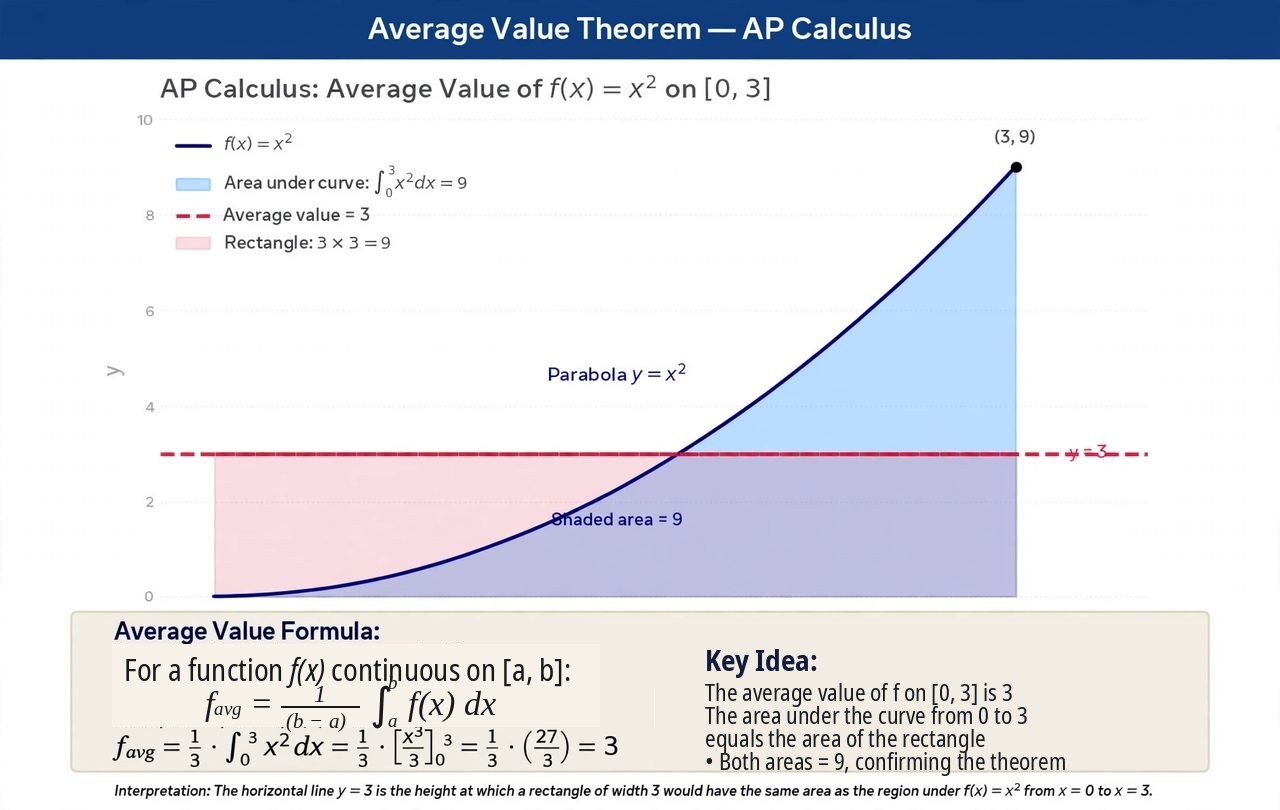 Average Value Theorem — AP Calculus
AP Calculus: Average Value of f(x) = x² on [0, 3]
10
8
6
4
2
0
y
f(x) = x²
Area under curve: ∫₀³ x²dx = 9
Average value = 3
Rectangle: 3 × 3 = 9
(3, 9)
Parabola y = x²
y = 3
Shaded area = 9
Average Value Formula:
For a function f(x) continuous on [a, b]:
f_avg = 1/(b − a) ∫ₐᵇ f(x) dx
f_avg = 1/3 · ∫₀³ x²dx = 1/3 · [x³/3]₀³ = 1/3 · (27/3) = 3
Key Idea:
The average value of f on [0, 3] is 3
The area under the curve from 0 to 3
equals the area of the rectangle
• Both areas = 9, confirming the theorem
Interpretation: The horizontal line y = 3 is the height at which a rectangle of width 3 would have the same area as the region under f(x) = x² from x = 0 to x = 3.